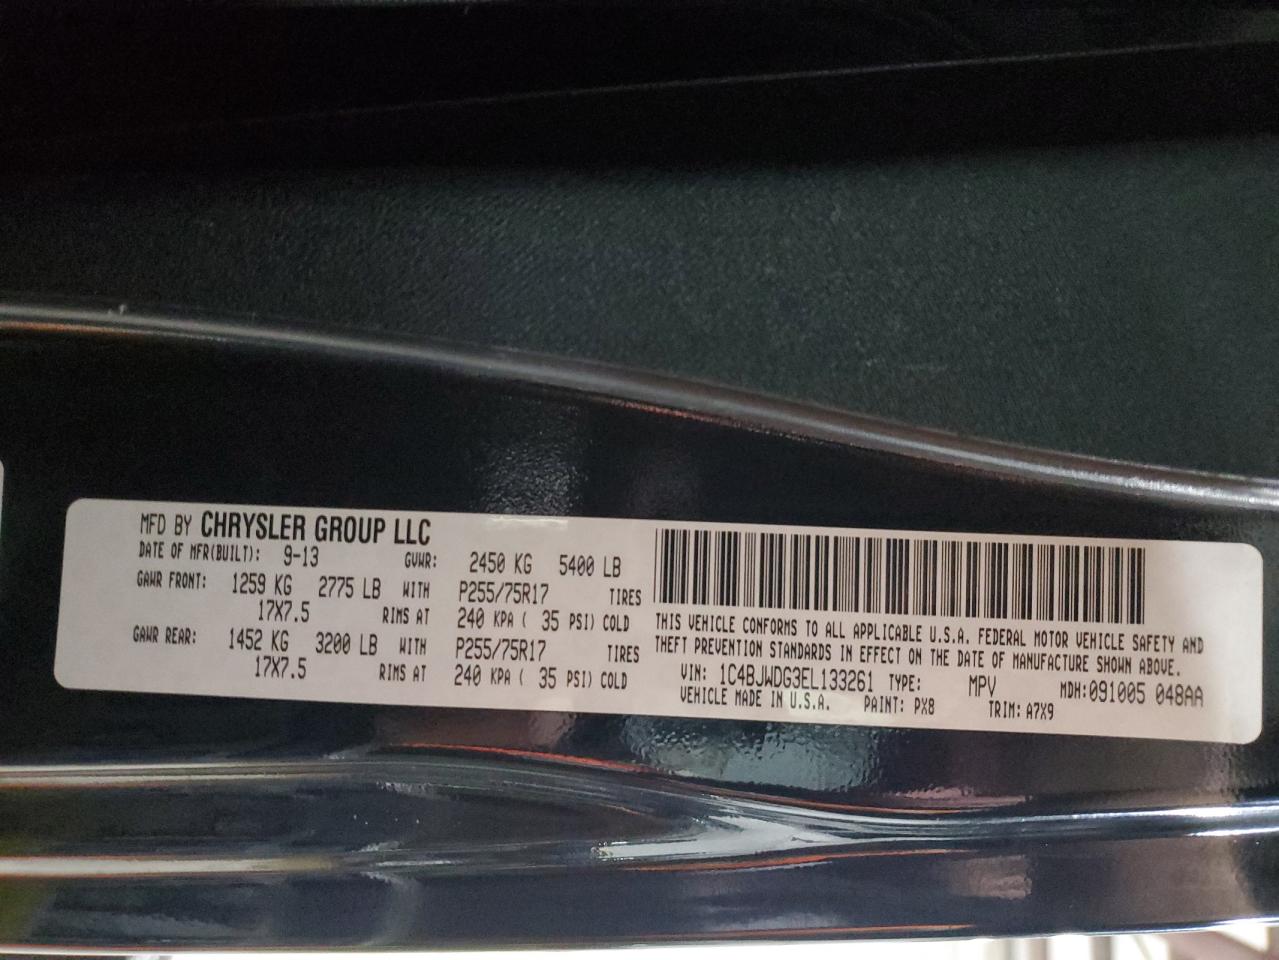 MFD BY CHRYSLER GROUP LLC
DATE OF MFR(BUILT): 9-13 GVWR: 2450 KG 5400 LB
GAWR FRONT: 1259 KG 2775 LB WITH P255/75R17 TIRES
17X7.5 RIMS AT 240 KPA ( 35 PSI) COLD
GAWR REAR: 1452 KG 3200 LB WITH P255/75R17 TIRES
17X7.5 RIMS AT 240 KPA ( 35 PSI) COLD
THIS VEHICLE CONFORMS TO ALL APPLICABLE U.S.A. FEDERAL MOTOR VEHICLE SAFETY AND
THEFT PREVENTION STANDARDS IN EFFECT ON THE DATE OF MANUFACTURE SHOWN ABOVE.
VIN: 1C4BJWDG3EL133261 TYPE: MPV MDH:091005 048AA
VEHICLE MADE IN U.S.A. PAINT: PX8 TRIM: A7X9